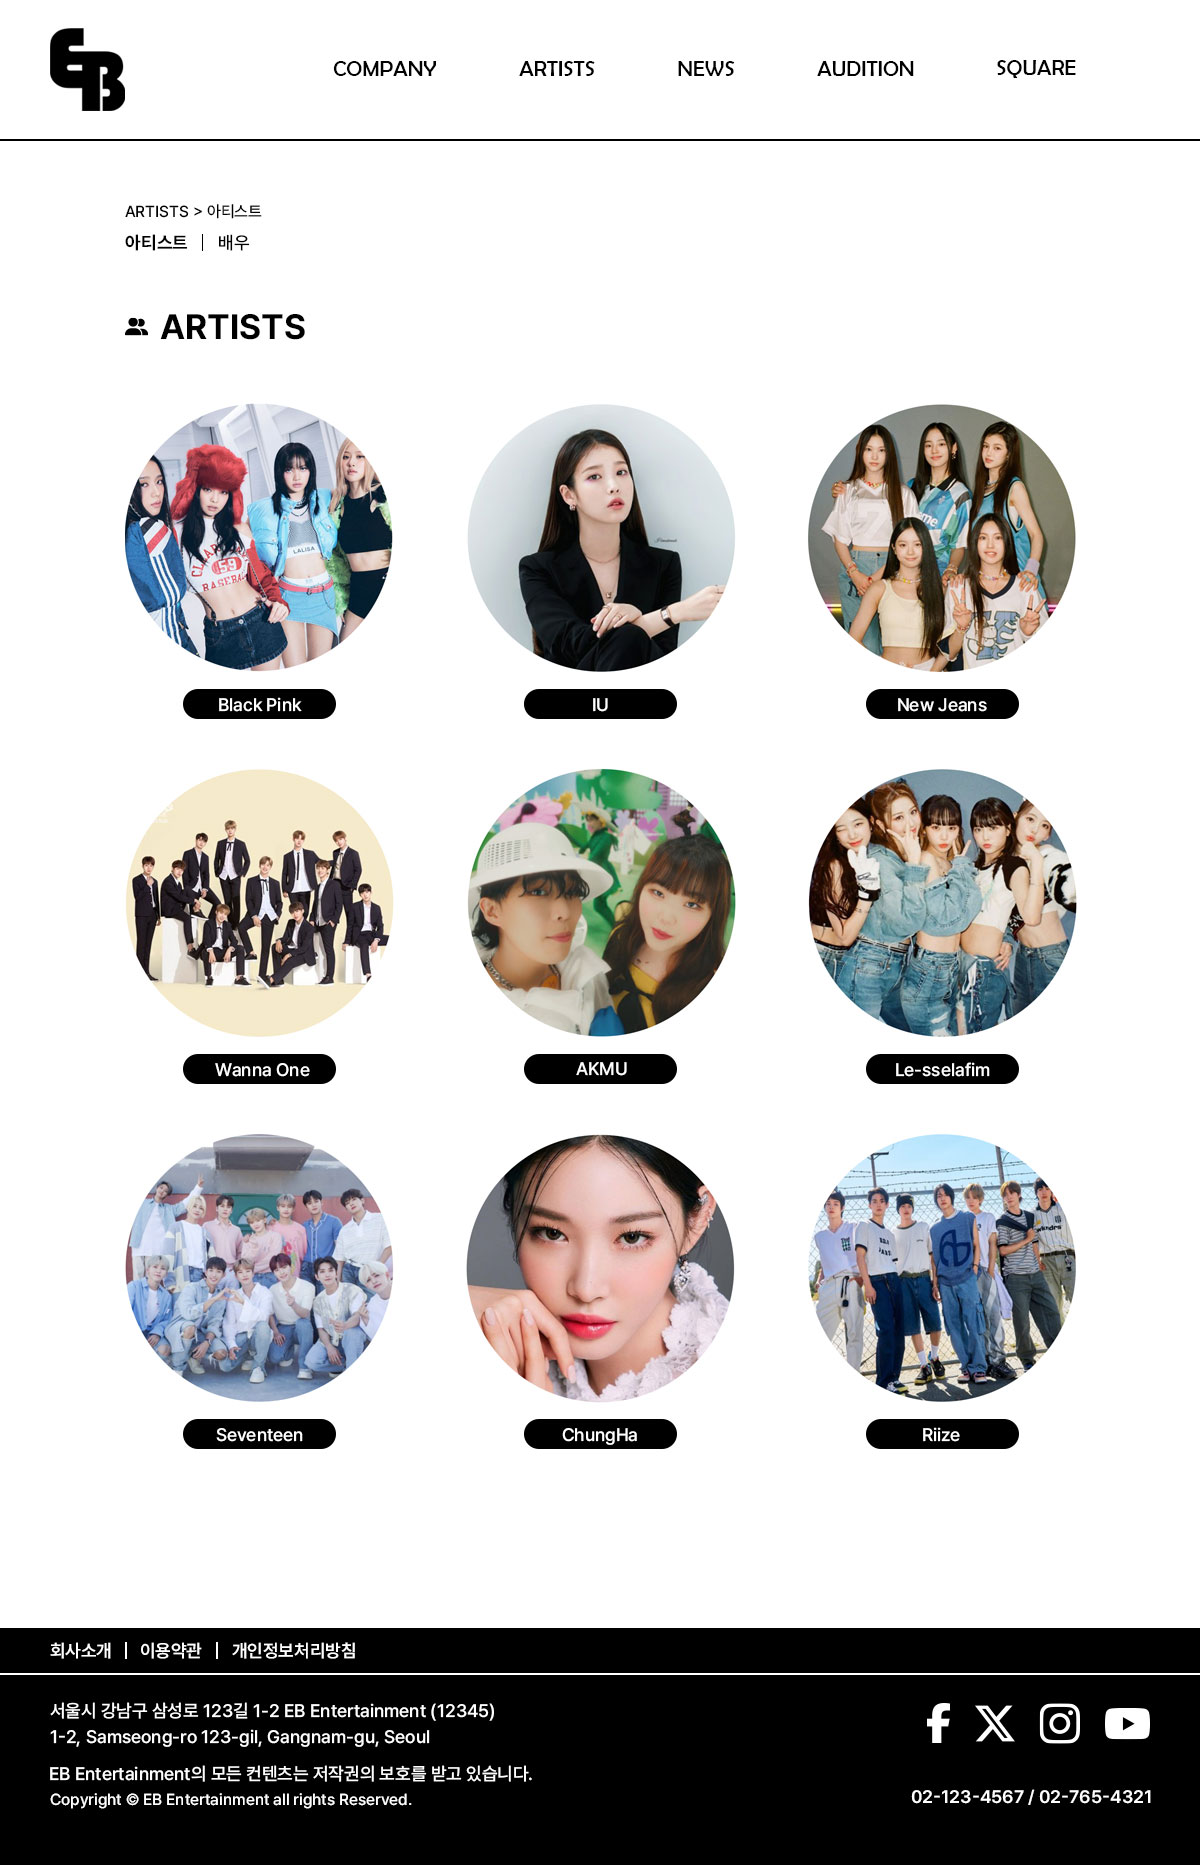 EB
COMPANY
ARTISTS
NEWS
AUDITION
SQUARE
ARTISTS > 아티스트
아티스트 | 배우
ARTISTS
LALISA
59
BASEBA
Black Pink
IU
New Jeans
Wanna One
AKMU
Le-sselafim
Seveteen
ChungHa
Riize
회사소개 | 이용약관 | 개인정보처리방침
서울시 강남구 삼성로 123길 1-2 EB Entertainment (12345)
1-2, Samseong-ro 123-gil, Gangnam-gu, Seoul
EB Entertainment의 모든 컨텐츠는 저작권의 보호를 받고 있습니다.
Copyright © EB Entertainment all rights Reserved.
02-123-4567 / 02-765-4321